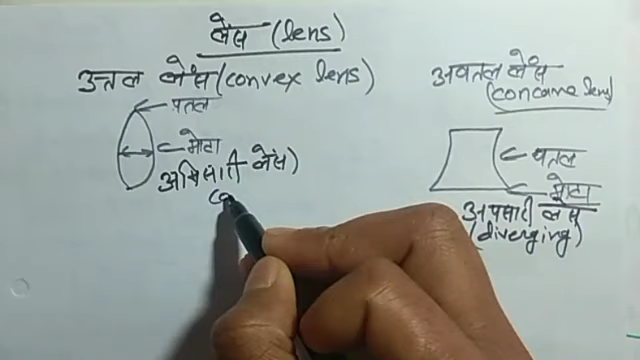 लेंस (lens)
उत्तल लेंस (convex lens)
पतला
मोटा
अभिसारी लेंस)
(c
अवतल लेंस
(concave lens)
पतला
मोटा
अपसारी लेंस
(diverging)